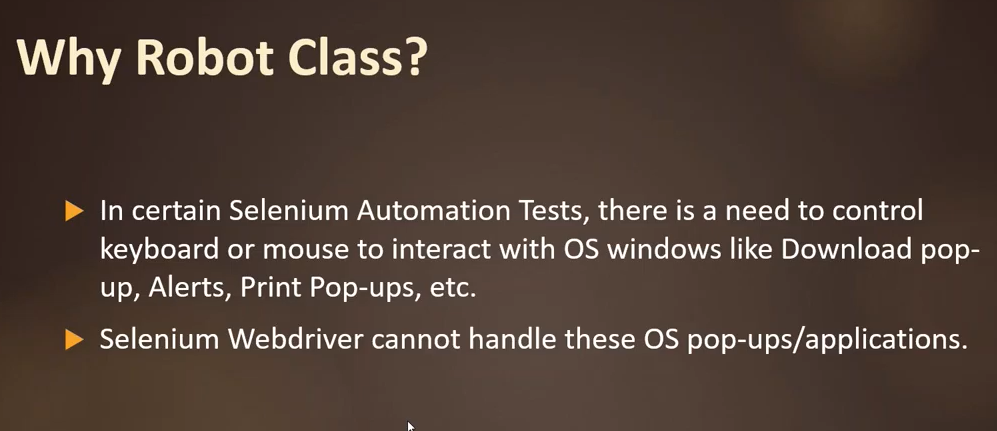 Why Robot Class?
In certain Selenium Automation Tests, there is a need to control
keyboard or mouse to interact with OS windows like Download pop-
up, Alerts, Print Pop-ups, etc.
Selenium Webdriver cannot handle these OS pop-ups/applications.